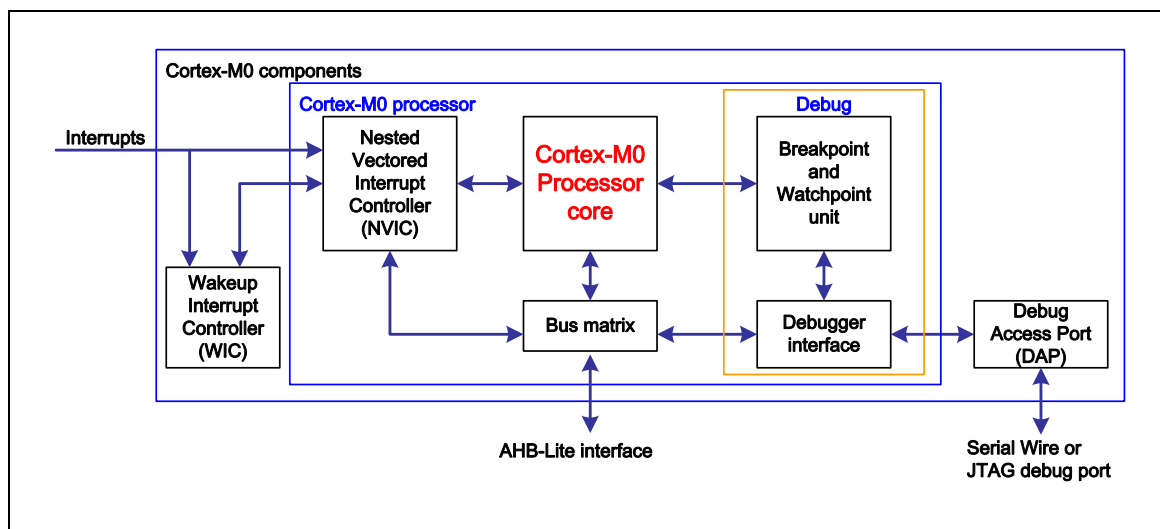 Cortex-M0 components
Cortex-M0 processor
Debug
Interrupts
Nested
Vectored
Interrupt
Controller
(NVIC)
Cortex-M0
Processor
core
Breakpoint
and
Watchpoint
unit
Wakeup
Interrupt
Controller
(WIC)
Bus matrix
Debugger
interface
Debug
Access Port
(DAP)
AHB-Lite interface
Serial Wire or
JTAG debug port